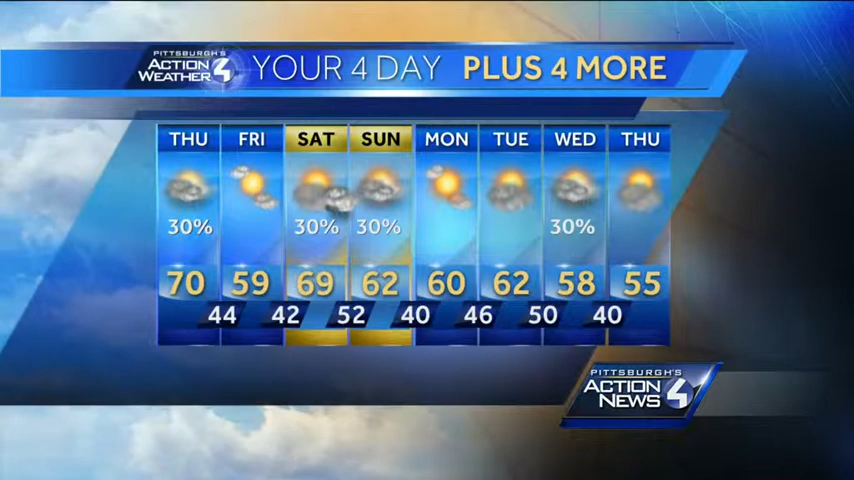 PITTSBURGH'S
ACTION
WEATHER 4
YOUR 4 DAY PLUS 4 MORE
THU FRI SAT SUN MON TUE WED THU
30% 30% 30% 30%
70 59 69 62 60 62 58 55
44 42 52 40 46 50 40
PITTSBURGH'S
ACTION
NEWS 4